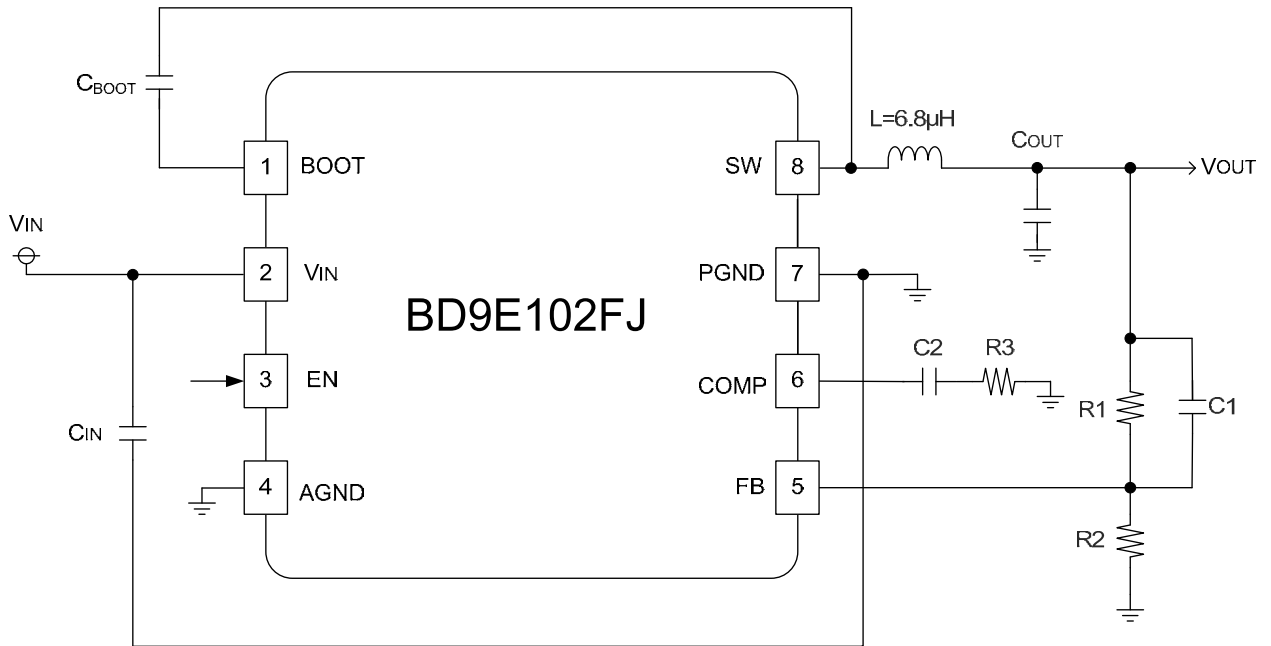 CBOOT
L=6.8µH
COUT
1
BOOT
SW
8
VOUT
VIN
2
VIN
PGND
7
BD9E102FJ
C2
R3
3
EN
COMP
6
R1
C1
CIN
4
AGND
FB
5
R2